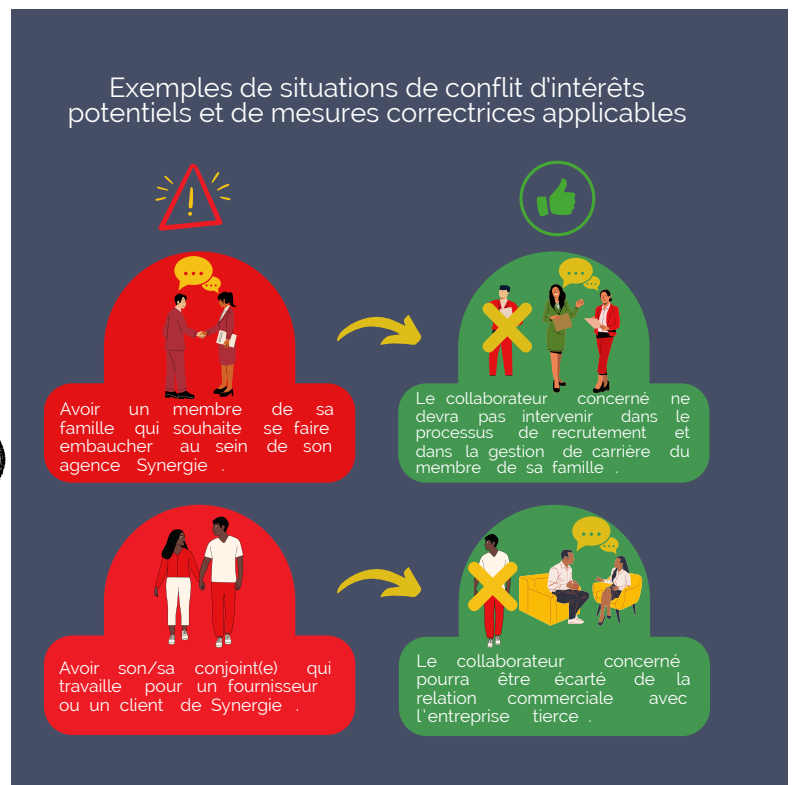 Exemples de situations de conflit d'intérêts
potentiels et de mesures correctrices applicables
Avoir un membre de sa
famille qui souhaite se faire
embaucher au sein de son
agence Synergie .
Le collaborateur concerné ne
devra pas intervenir dans le
processus de recrutement et
dans la gestion de carrière du
membre de sa famille .
Avoir son/sa conjoint(e) qui
travaille pour un fournisseur
ou un client de Synergie .
Le collaborateur concerné
pourra être écarté de la
relation commerciale avec
l'entreprise tierce .